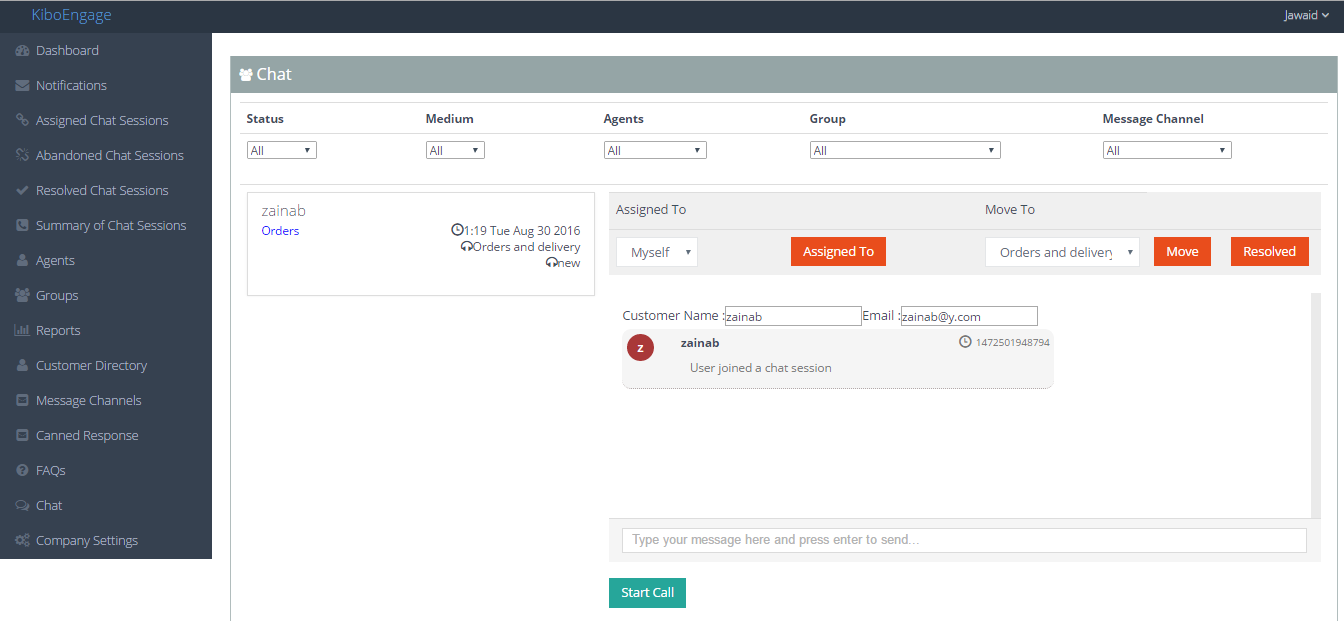 KiboEngage
Jawaid
Dashboard
Notifications
Assigned Chat Sessions
Abandoned Chat Sessions
Resolved Chat Sessions
Summary of Chat Sessions
Agents
Groups
Reports
Customer Directory
Message Channels
Canned Response
FAQs
Chat
Company Settings
Chat
Status Medium Agents Group Message Channel
All All All All All
zainab
Orders
1:19 Tue Aug 30 2016
Orders and delivery
new
Assigned To Move To
Myself Assigned To Orders and delivery Move Resolved
Customer Name : zainab Email : zainab@y.com
z zainab 1472501948794
User joined a chat session
Type your message here and press enter to send...
Start Call